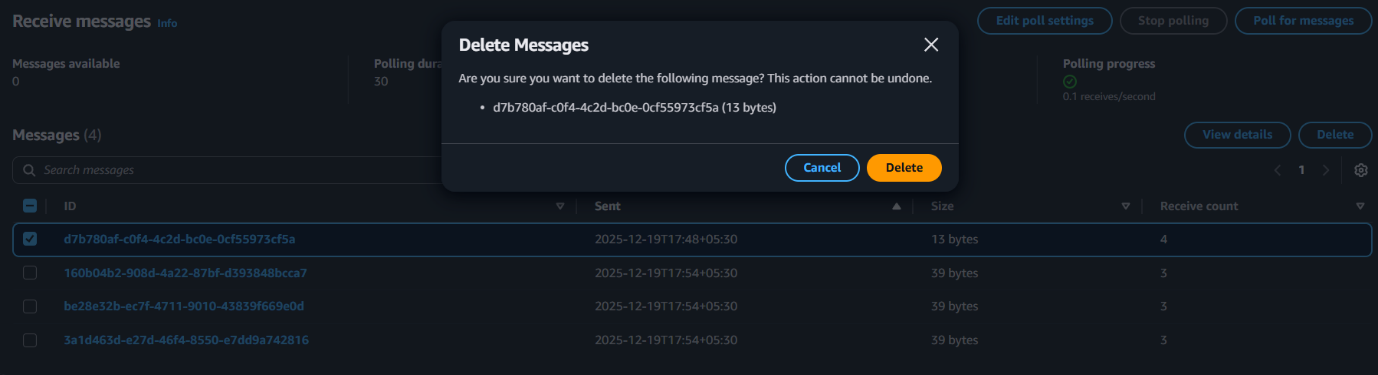 Receive messages Info
Edit poll settings
Stop polling
Poll for messages
Delete Messages
Are you sure you want to delete the following message? This action cannot be undone.
• d7b780af-c0f4-4c2d-bc0e-0cf55973cf5a (13 bytes)
Cancel
Delete
Messages available
0
Polling dura
30
Polling progress
0.1 receives/second
Messages (4)
View details
Delete
Search messages
1
ID Sent Size Receive count
d7b780af-c0f4-4c2d-bc0e-0cf55973cf5a 2025-12-19T17:48+05:30 13 bytes 4
160b04b2-908d-4a22-87bf-d393848bcca7 2025-12-19T17:54+05:30 39 bytes 3
be28e32b-ec7f-4711-9010-43839f669e0d 2025-12-19T17:54+05:30 39 bytes 3
3a1d463d-e27d-46f4-8550-e7dd9a742816 2025-12-19T17:54+05:30 39 bytes 3